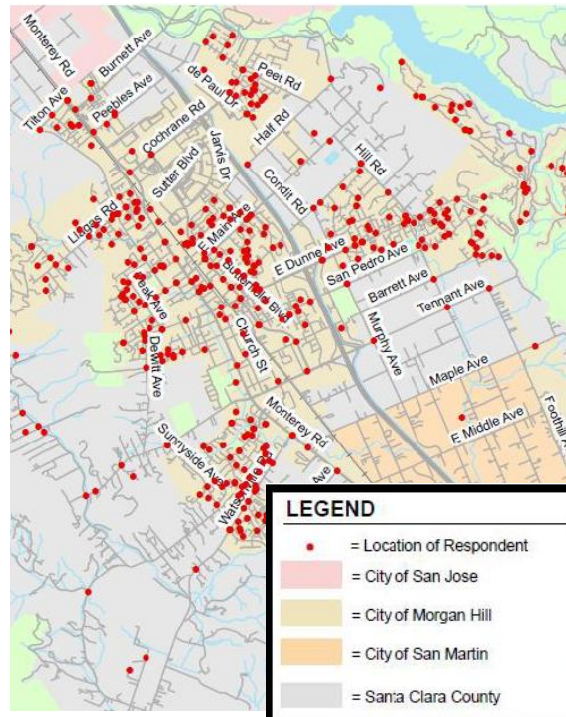 Monterey Rd
Burnett Ave
Peet Rd
de Paul Dr
Tilton Ave
Peebles Ave
Cochrane Rd
Half Rd
Sutter Blvd
Jarvis Dr
Hill Rd
Condit Rd
Llagas Rd
E Main Ave
E Dunne Ave
San Pedro Ave
Butterfield Blvd
Barrett Ave
Tennant Ave
Peak Ave
Church St
Murphy Ave
Dewitt Ave
Maple Ave
Monterey Rd
E Middle Ave
Foothill A
Sunnyside Ave
Watsonville Rd
Ave
LEGEND
= Location of Respondent
= City of San Jose
= City of Morgan Hill
= City of San Martin
= Santa Clara County